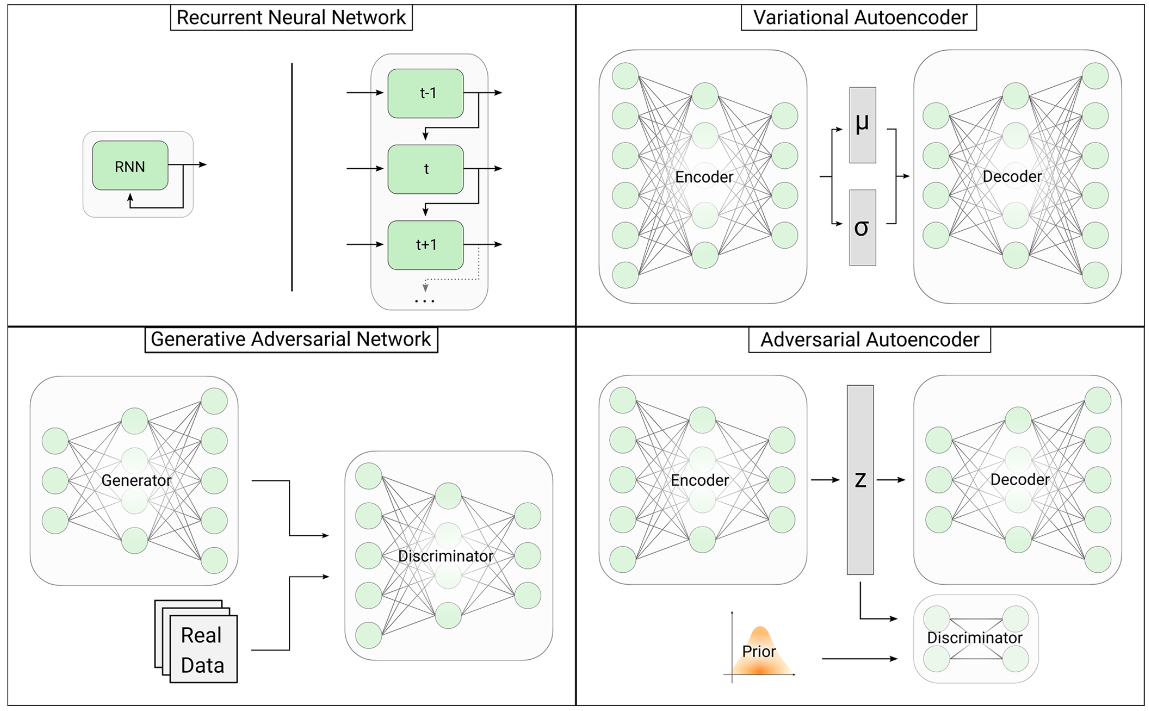 Recurrent Neural Network
RNN
t-1
t
t+1
...
Variational Autoencoder
Encoder
μ
σ
Decoder
Generative Adversarial Network
Generator
Real
Data
Discriminator
Adversarial Autoencoder
Encoder
z
Decoder
Prior
Discriminator